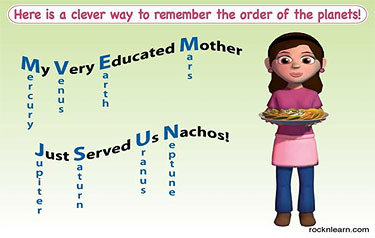 Here is a clever way to remember the order of the planets!
My Very Educated Mother
Mercury
Venus
Earth
Mars
Just Served Us Nachos!
Jupiter
Saturn
Uranus
Neptune
rocknlearn.com